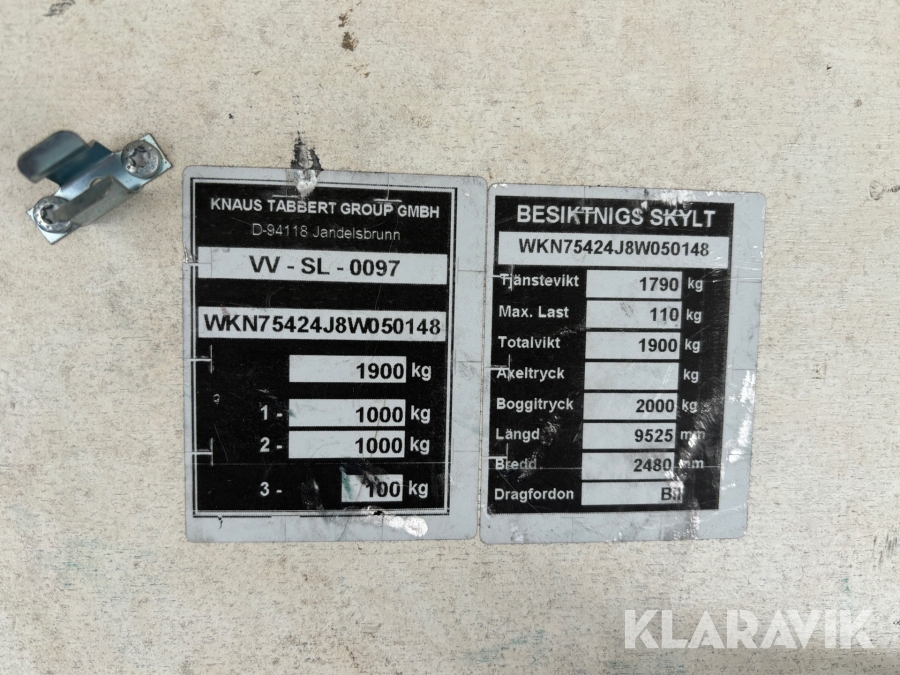 KNAUS TABBERT GROUP GMBH
D-94118 Jandelsbrunn
VV - SL - 0097
WKN75424J8W050148
1900 kg
1 - 1000 kg
2 - 1000 kg
3 - 100 kg
BESIKTNIGS SKYLT
WKN75424J8W050148
Tjänstevikt 1790 kg
Max. Last 110 kg
Totalvikt 1900 kg
Axeltryck kg
Boggitryck 2000 kg
Längd 9525 mm
Bredd 2480 mm
Dragfordon Bil
KLARAVIK